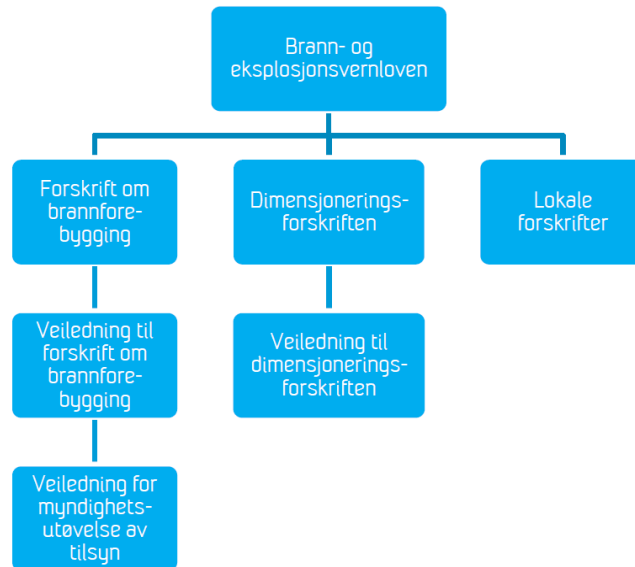 Brann- og
eksplosjonsvernloven
Forskrift om
brannfore-
bygging
Dimensjonerings-
forskriften
Lokale
forskrifter
Veiledning til
forskrift om
brannfore-
bygging
Veiledning til
dimensjonerings-
forskriften
Veiledning for
myndighets-
utøvelse av
tilsyn